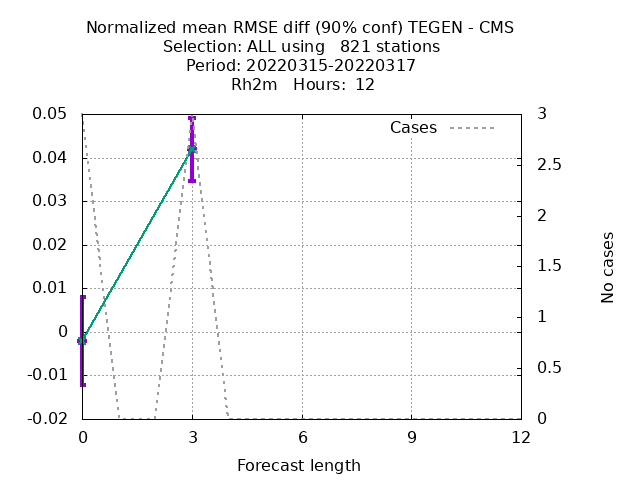 Normalized mean RMSE diff (90% conf) TEGEN - CMS
Selection: ALL using   821 stations
Period: 20220315-20220317
Rh2m   Hours:  12
Cases
0.05
0.04
0.03
0.02
0.01
0
-0.01
-0.02
3
2.5
2
1.5
1
0.5
0
No cases
0
3
6
9
12
Forecast length